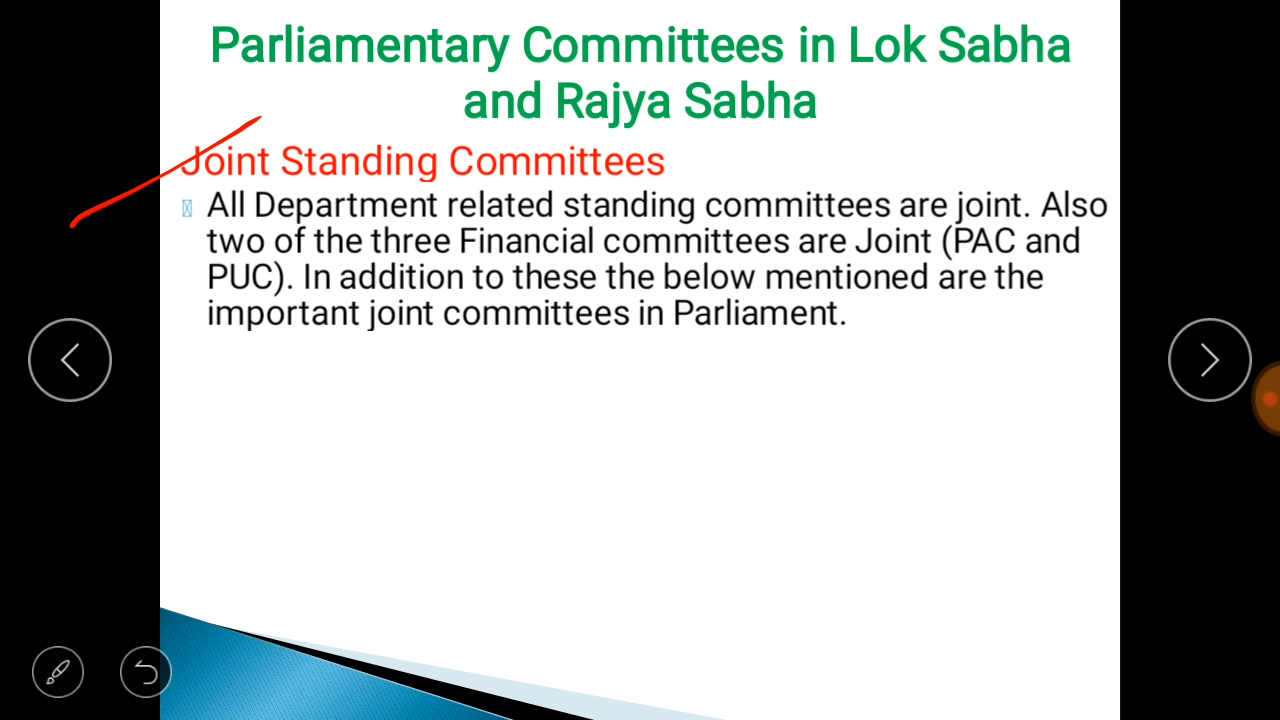 Parliamentary Committees in Lok Sabha
and Rajya Sabha
Joint Standing Committees
All Department related standing committees are joint. Also
two of the three Financial committees are Joint (PAC and
PUC). In addition to these the below mentioned are the
important joint committees in Parliament.